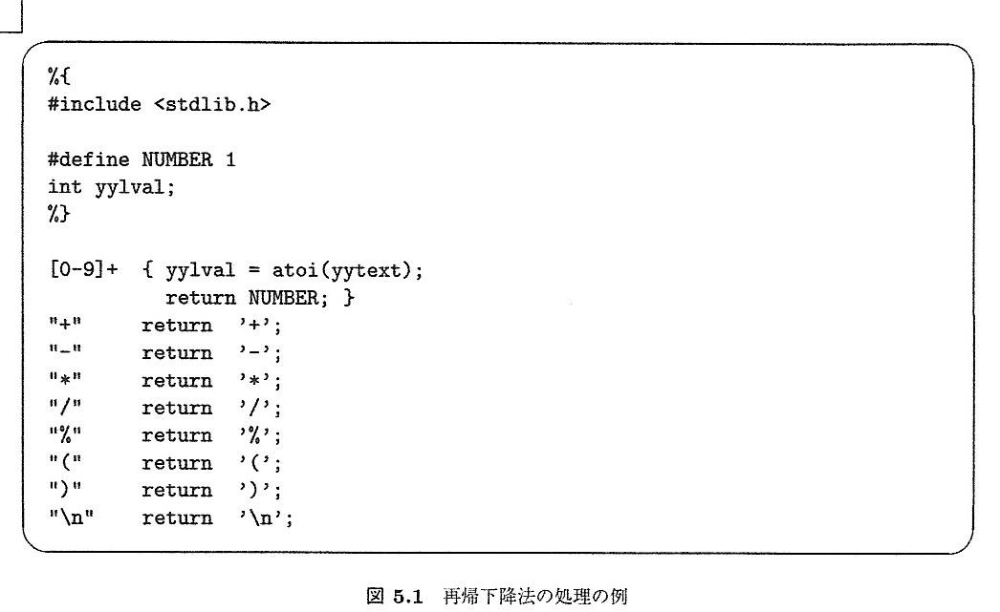 %{
#include <stdlib.h>

#define NUMBER 1
int yylval;
%}

[0-9]+  { yylval = atoi(yytext);
          return NUMBER; }
"+"     return  '+';
"-"     return  '-';
"*"     return  '*';
"/"     return  '/';
"%"     return  '%';
"("     return  '(';
")"     return  ')';
"\n"    return  '\n';
図 5.1 再帰下降法の処理の例